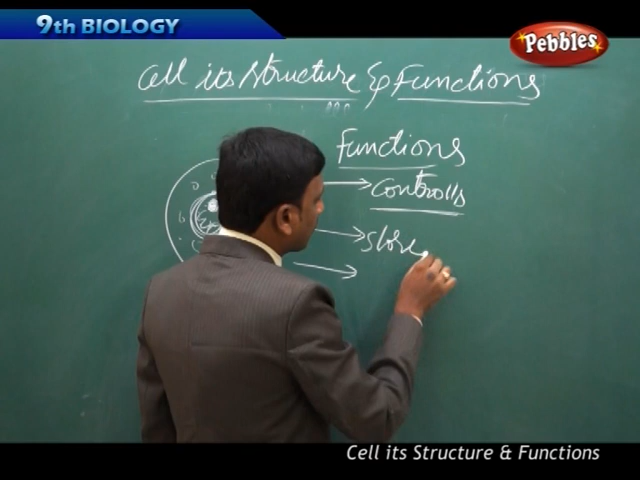 9th BIOLOGY
Pebbles
Cell its Structure & Functions
Functions
Controlls
Store
Cell its Structure & Functions